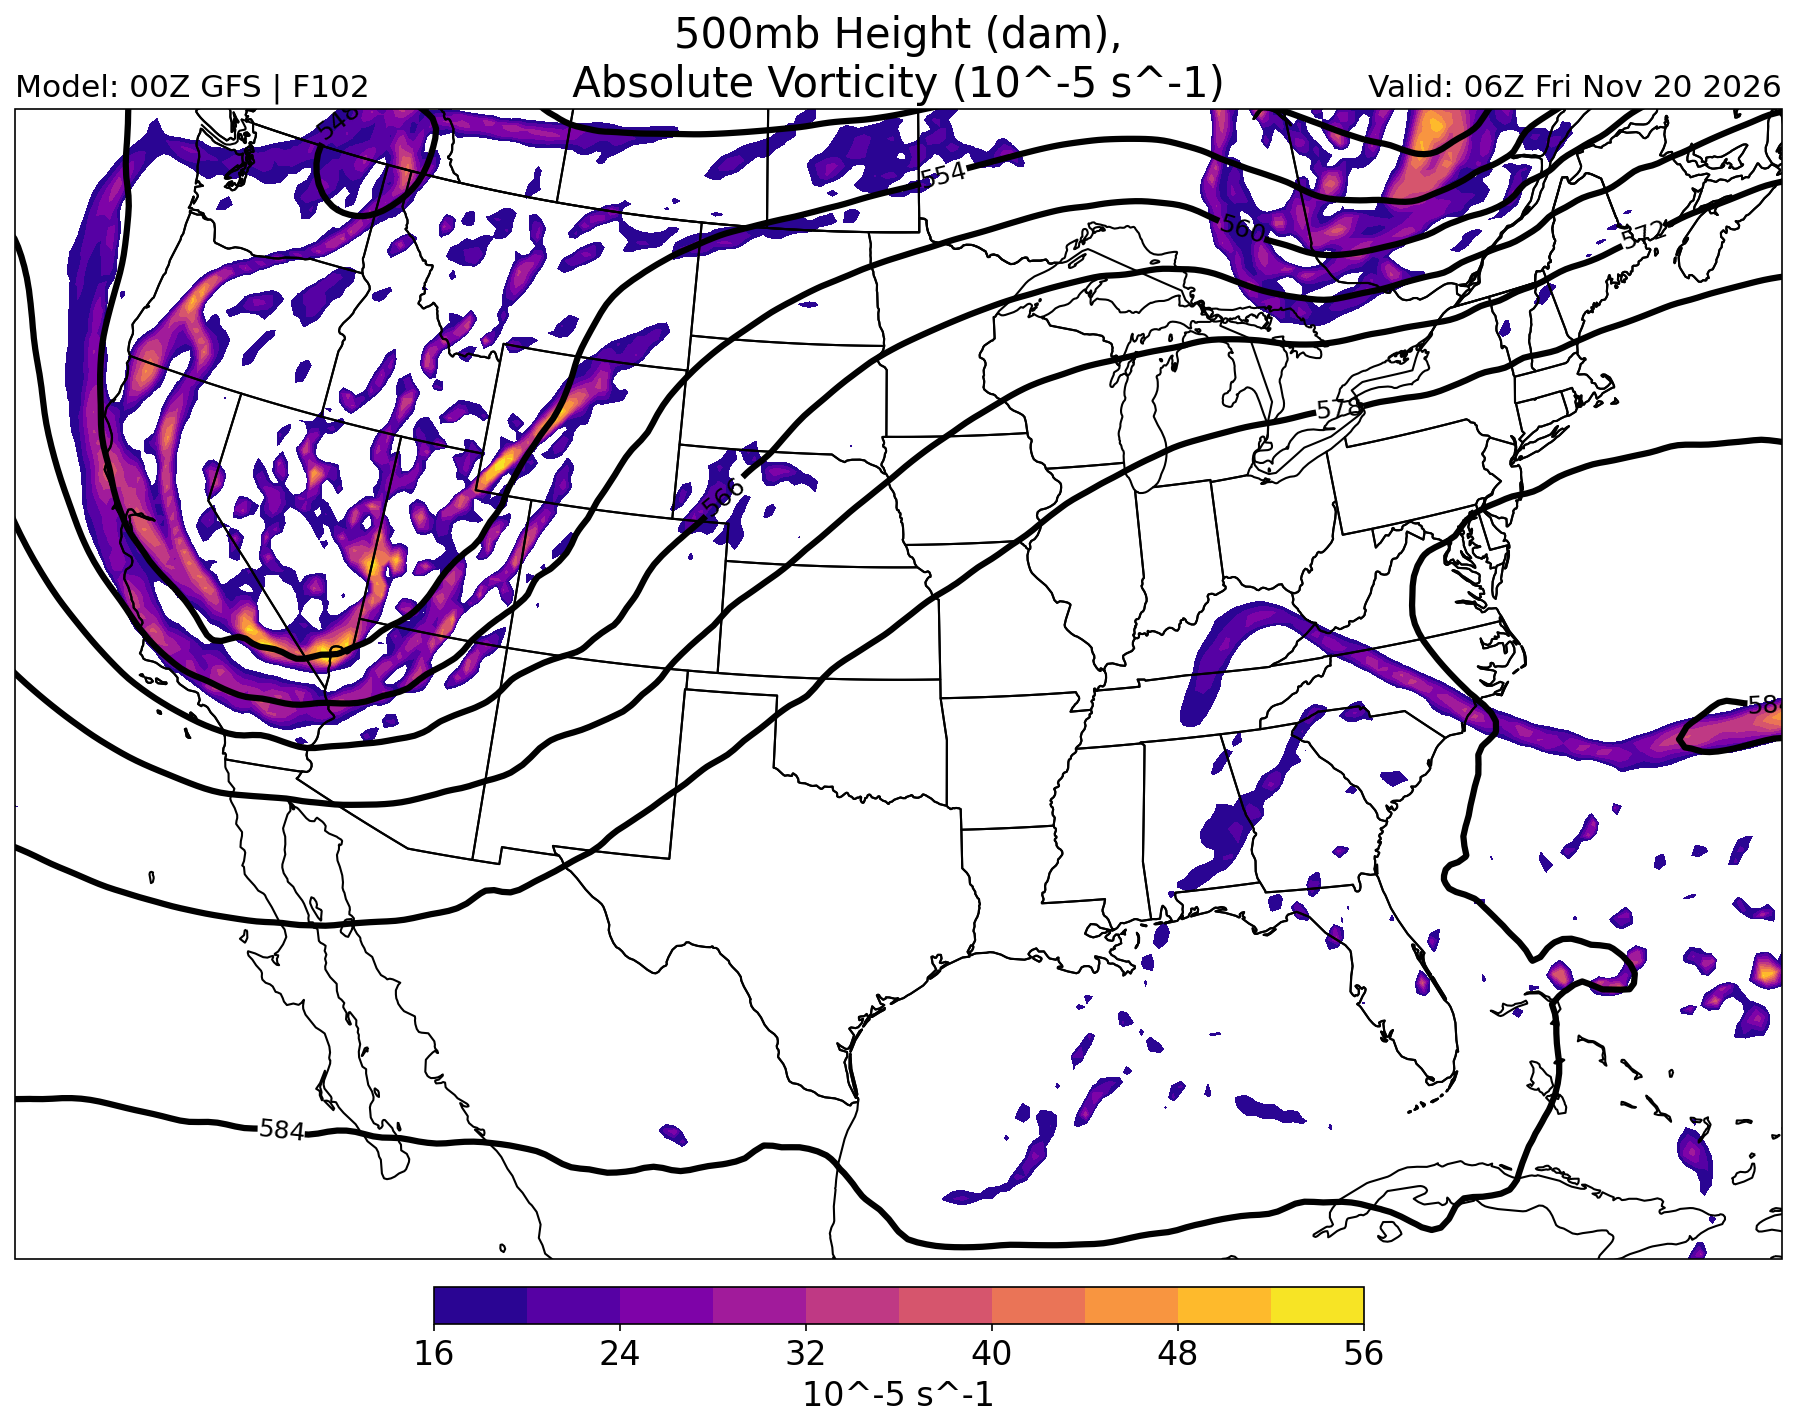 500mb Height (dam),
Model: 00Z GFS | F102
Absolute Vorticity (10^-5 s^-1)
Valid: 06Z Fri Nov 20 2026
548
554
560
572
578
566
584
584
16 24 32 40 48 56
10^-5 s^-1